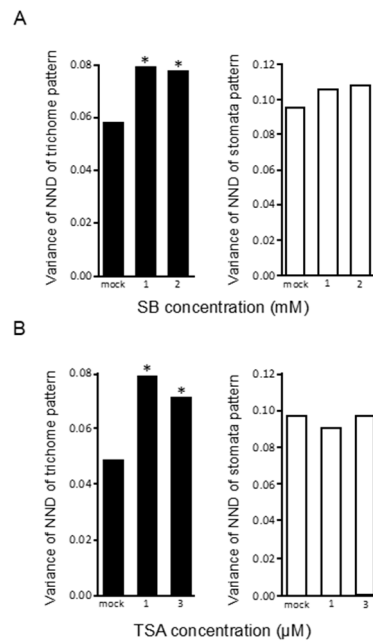 A
Variance of NND of trichome pattern
0.08
0.06
0.04
0.02
0.00
*
*
mock 1 2
Variance of NND of stomata pattern
0.12
0.10
0.08
0.06
0.04
0.02
0.00
mock 1 2
SB concentration (mM)
B
Variance of NND of trichome pattern
0.08
0.06
0.04
0.02
0.00
*
*
mock 1 3
Variance of NND of stomata pattern
0.12
0.10
0.08
0.06
0.04
0.02
0.00
mock 1 3
TSA concentration (µM)